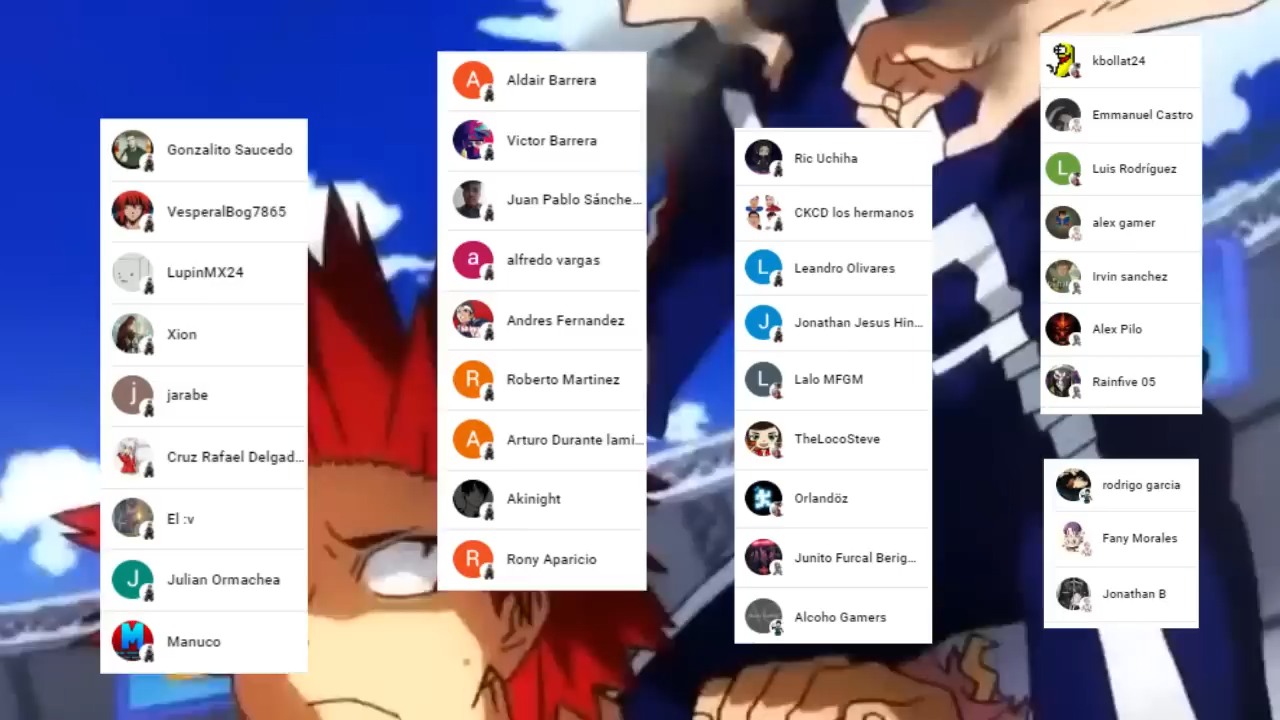 Gonzalito Saucedo
VesperalBog7865
LupinMX24
Xion
j
jarabe
Cruz Rafael Delgad...
El :v
J
Julian Ormachea
M
Manuco
A
Aldair Barrera
Victor Barrera
Juan Pablo Sánche...
a
alfredo vargas
Andres Fernandez
R
Roberto Martinez
A
Arturo Durante lami...
Akinight
R
Rony Aparicio
Ric Uchiha
CKCD los hermanos
L
Leandro Olivares
J
Jonathan Jesus Hin...
L
Lalo MFGM
TheLocoSteve
Orlandöz
Junito Furcal Berig...
Alcoho Gamers
kbollat24
Emmanuel Castro
L
Luis Rodríguez
alex gamer
Irvin sanchez
Alex Pilo
Rainfive 05
rodrigo garcia
Fany Morales
Jonathan B